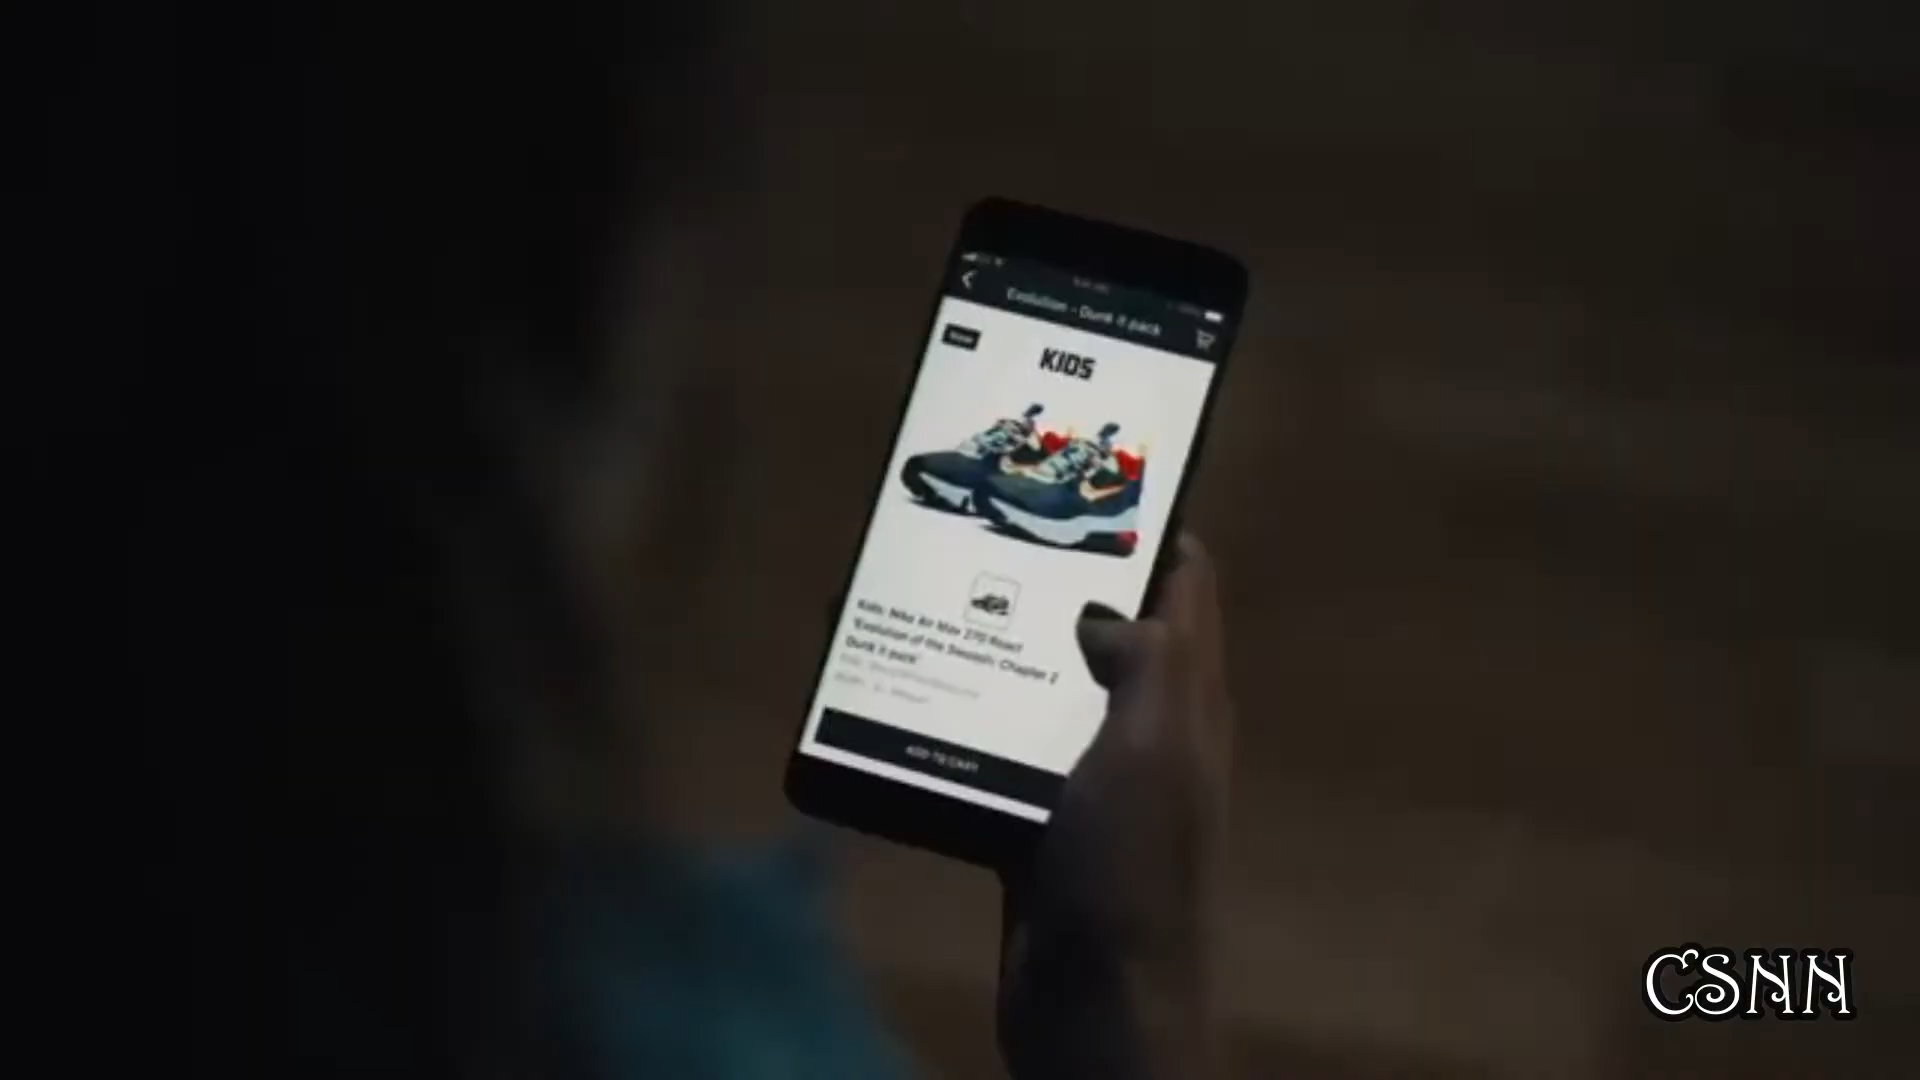 Evolution - Dunk It pack
KIDS
Kids: Nike Air Max 270 React
'Evolution of the Swoosh: Chapter 2
Dunk It pack'
ADD TO CART
CSNN